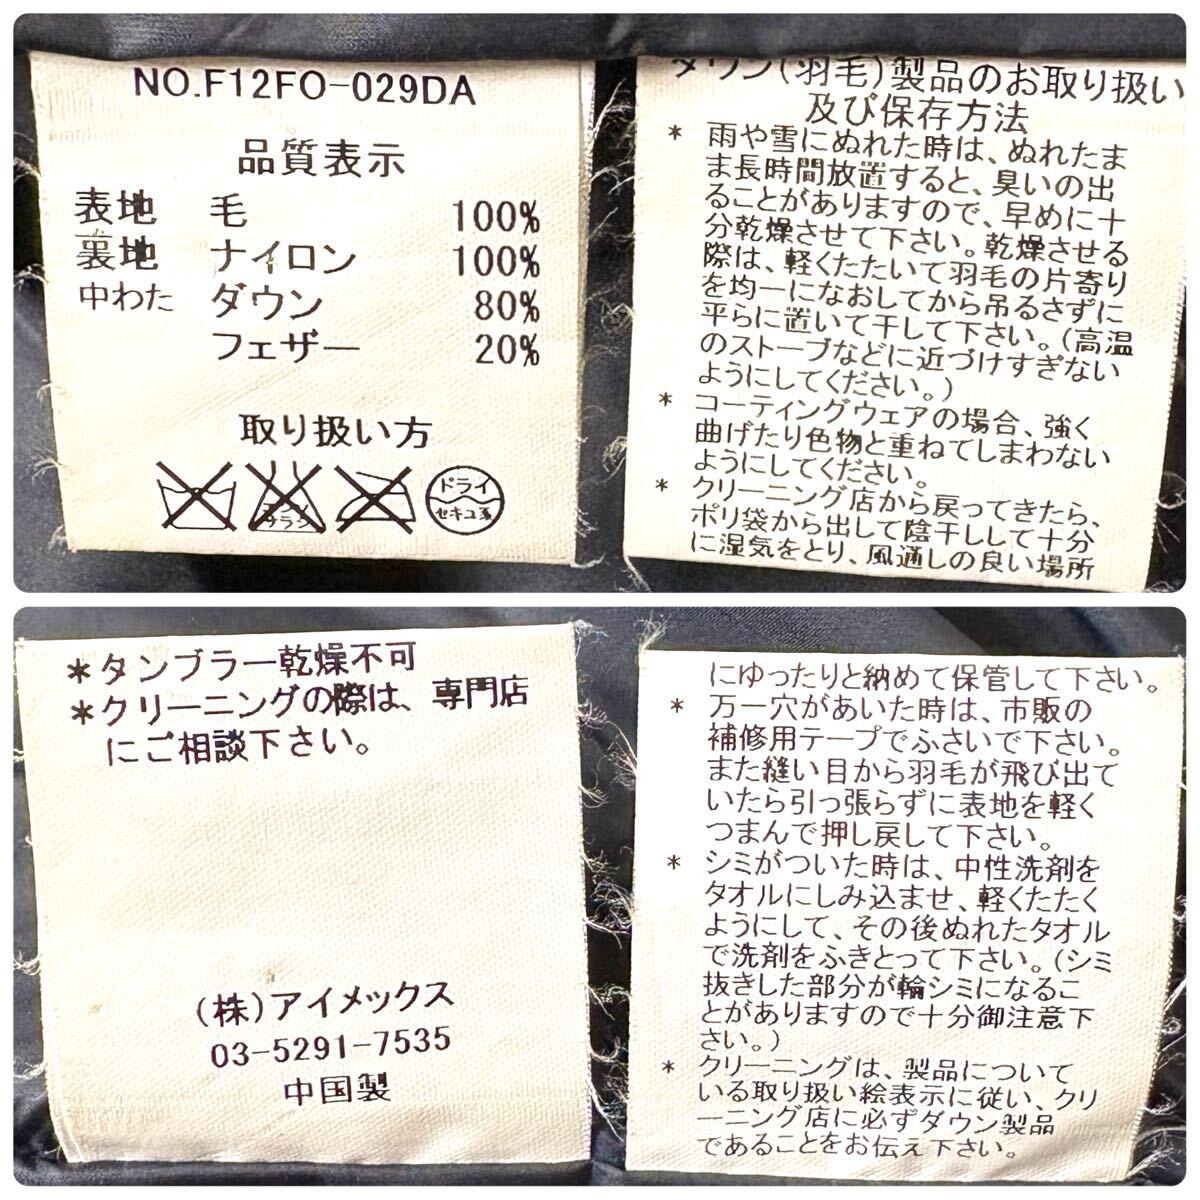 NO.F12FO-029DA
品質表示
表地 毛 100%
裏地 ナイロン 100%
中わた ダウン 80%
フェザー 20%
取り扱い方
ドライ
セキユ系
ダウン(羽毛)製品のお取り扱い
及び保存方法
* 雨や雪にぬれた時は、ぬれたま
ま長時間放置すると、臭いの出
ることがありますので、早めに十
分乾燥させて下さい。乾燥させる
際は、軽くたたいて羽毛の片寄り
を均一になおしてから吊るさずに
平らに置いて干して下さい。(高温
のストーブなどに近づけすぎない
ようにしてください。)
* コーティングウェアの場合、強く
曲げたり色物と重ねてしまわない
ようにしてください。
* クリーニング店から戻ってきたら、
ポリ袋から出して陰干しして十分
に湿気をとり、風通しの良い場所
*タンブラー乾燥不可
*クリーニングの際は、専門店
にご相談下さい。
(株)アイメックス
03-5291-7535
中国製
にゆったりと納めて保管して下さい。
* 万一穴があいた時は、市販の
補修用テープでふさいで下さい。
また縫い目から羽毛が飛び出て
いたら引っ張らずに表地を軽く
つまんで押し戻して下さい。
* シミがついた時は、中性洗剤を
タオルにしみ込ませ、軽くたたく
ようにして、その後ぬれたタオル
で洗剤をふきとって下さい。(シミ
抜きした部分が輪シミになるこ
とがありますので十分御注意下
さい。)
* クリーニングは、製品について
いる取り扱い絵表示に従い、クリ
ーニング店に必ずダウン製品
であることをお伝え下さい。